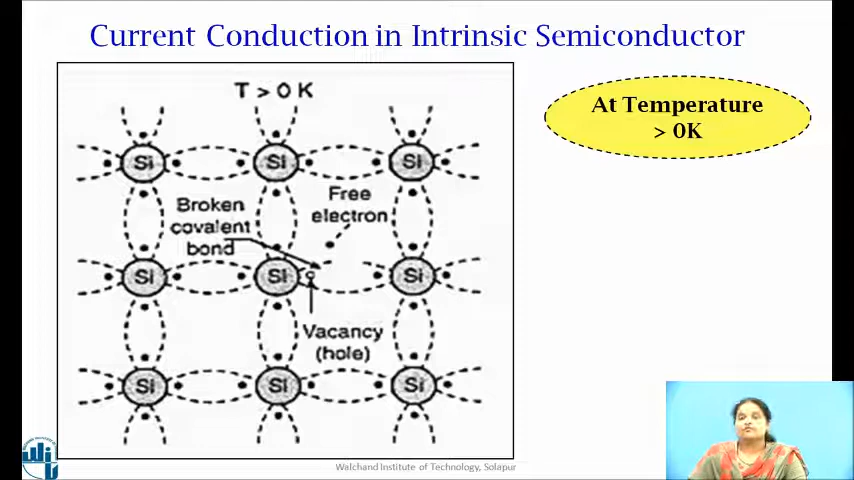 Current Conduction in Intrinsic Semiconductor
T > 0 K
At Temperature
> 0K
Si Si Si
Broken
covalent
bond
Free
electron
Si Si Si
Vacancy
(hole)
Si Si Si
Walchand Institute of Technology, Solapur